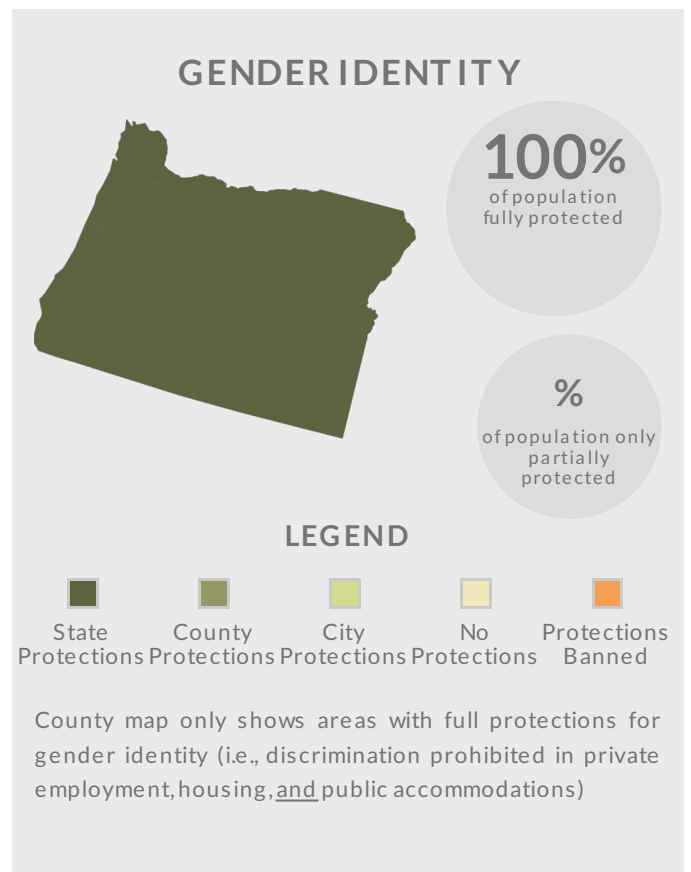 GENDER IDENTITY
100%
of population
fully protected
%
of population only
partially
protected
LEGEND
State
Protections
County
Protections
City
Protections
No
Protections
Protections
Banned
County map only shows areas with full protections for
gender identity (i.e., discrimination prohibited in private
employment, housing, and public accommodations)